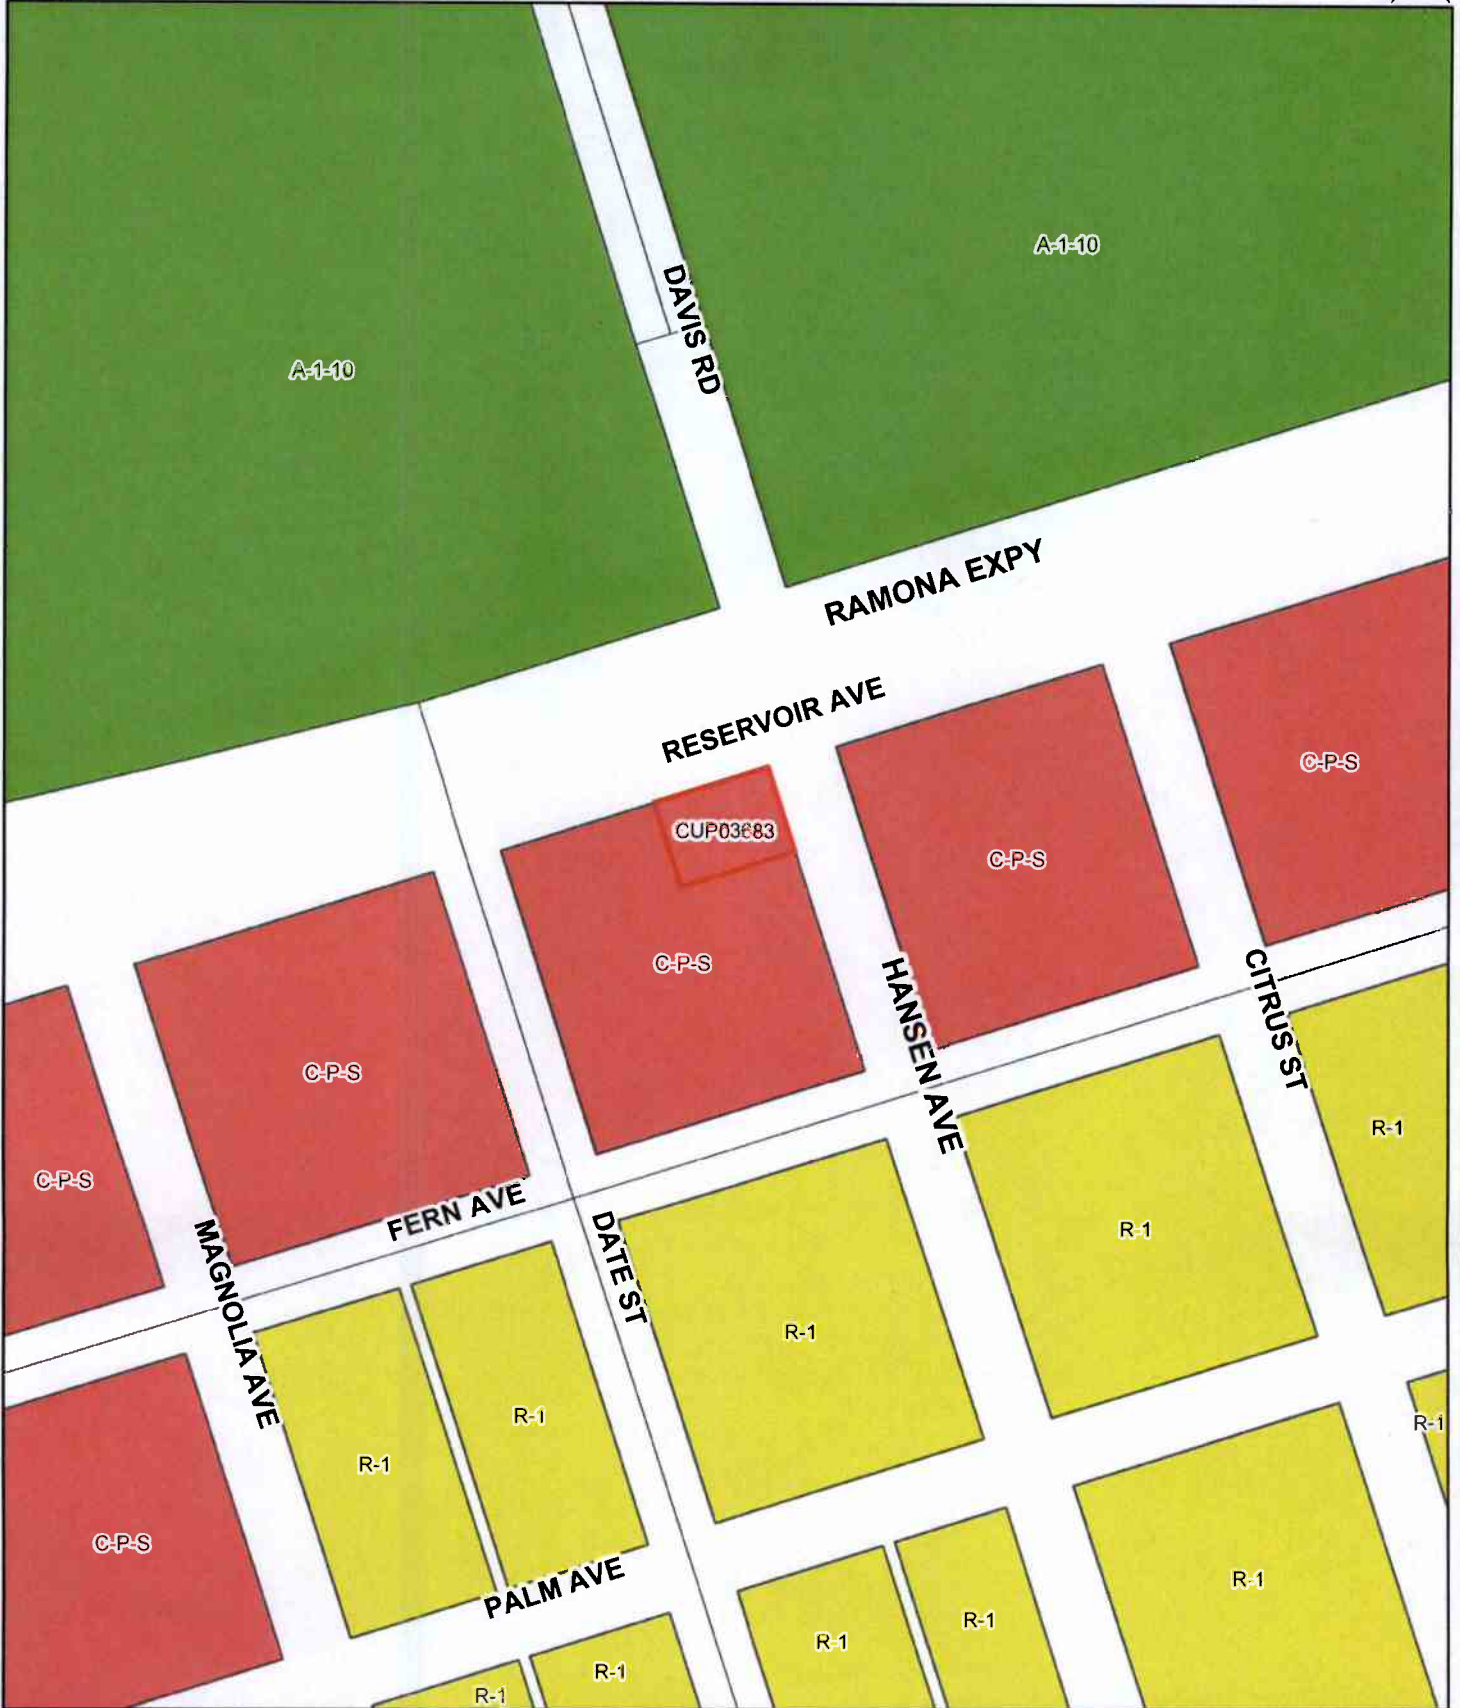 A-1-10
DAVIS RD
A-1-10
RAMONA EXPY
RESERVOIR AVE
C-P-S
CUP03683
C-P-S
C-P-S
HANSEN AVE
CITRUS ST
C-P-S
C-P-S
R-1
FERN AVE
MAGNOLIA AVE
DATE ST
R-1
R-1
R-1
R-1
R-1
C-P-S
PALM AVE
R-1
R-1
R-1
R-1
R-1